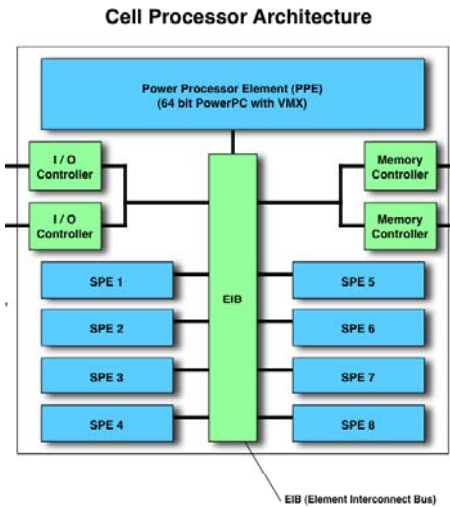 Cell Processor Architecture
Power Processor Element (PPE)
(64 bit PowerPC with VMX)
I / O
Controller
Memory
Controller
I / O
Controller
Memory
Controller
EIB
SPE 1
SPE 5
SPE 2
SPE 6
SPE 3
SPE 7
SPE 4
SPE 8
EIB (Element Interconnect Bus)